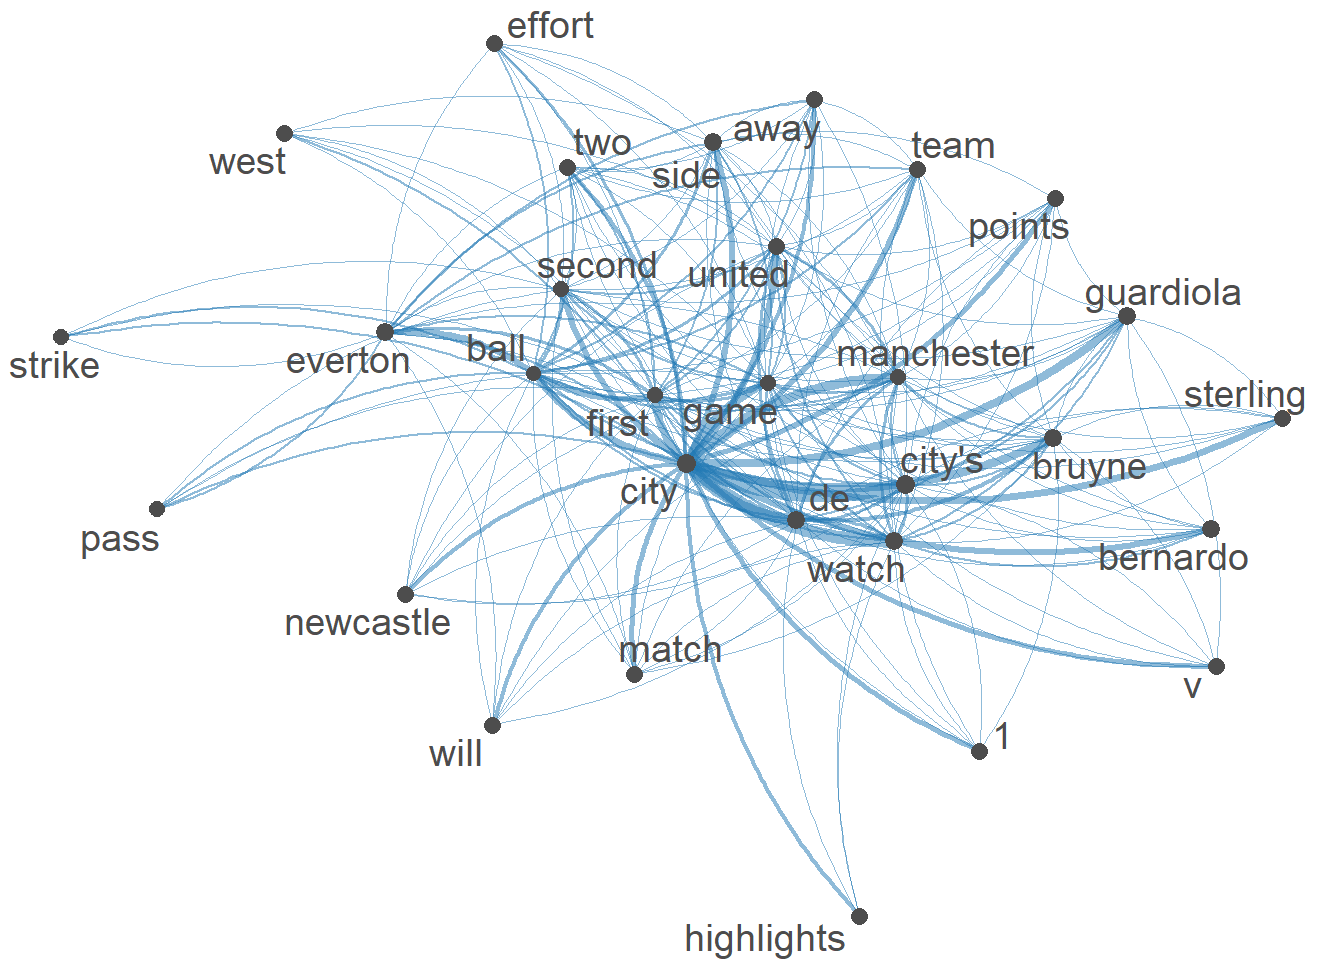 effort
away
two
team
west
side
points
second
united
guardiola
ball
manchester
everton
strike
sterling
first
game
city's
bruyne
city
de
pass
watch
bernardo
newcastle
match
v
1
will
highlights